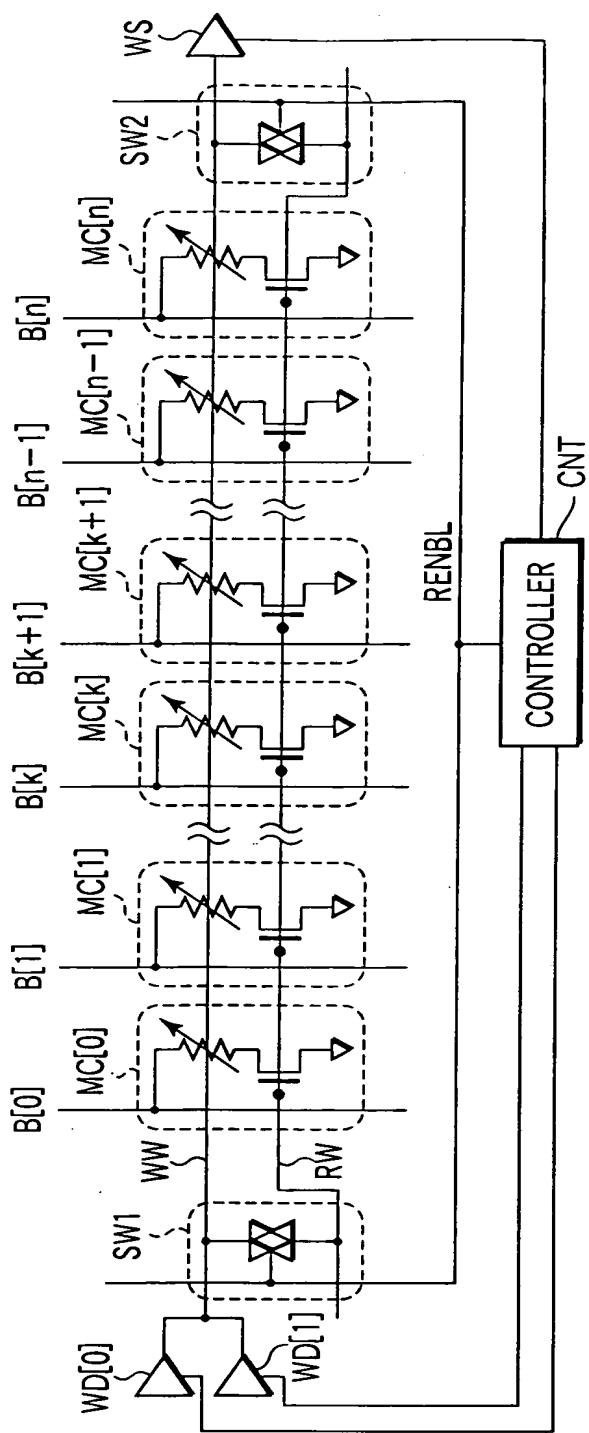 B[0]
B[1]
B[k]
B[k+1]
B[n-1]
B[n]
MC[0]
MC[1]
MC[k]
MC[k+1]
MC[n-1]
MC[n]
SW1
SW2
WS
WW
RW
WD[0]
WD[1]
RENBL
CONTROLLER
CNT